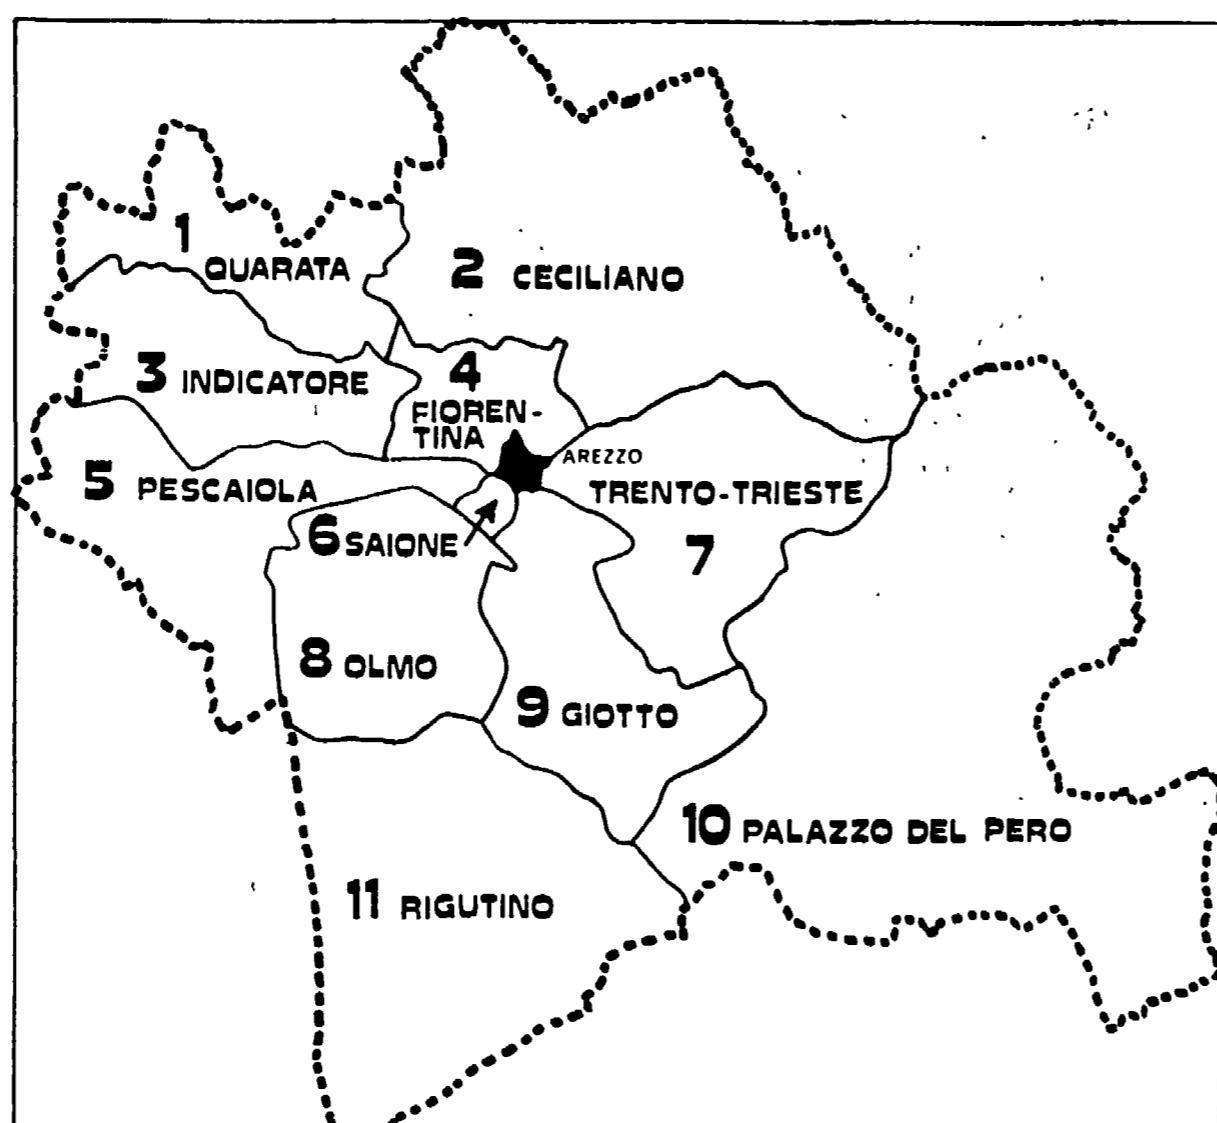 1 QUARATA
2 CECILIANO
3 INDICATORE
4
FIOREN-
TINA
AREZZO
5 PESCAIOLA
TRENTO-TRIESTE
7
6 SAIONE
8 OLMO
9 GIOTTO
10 PALAZZO DEL PERO
11 RIGUTINO